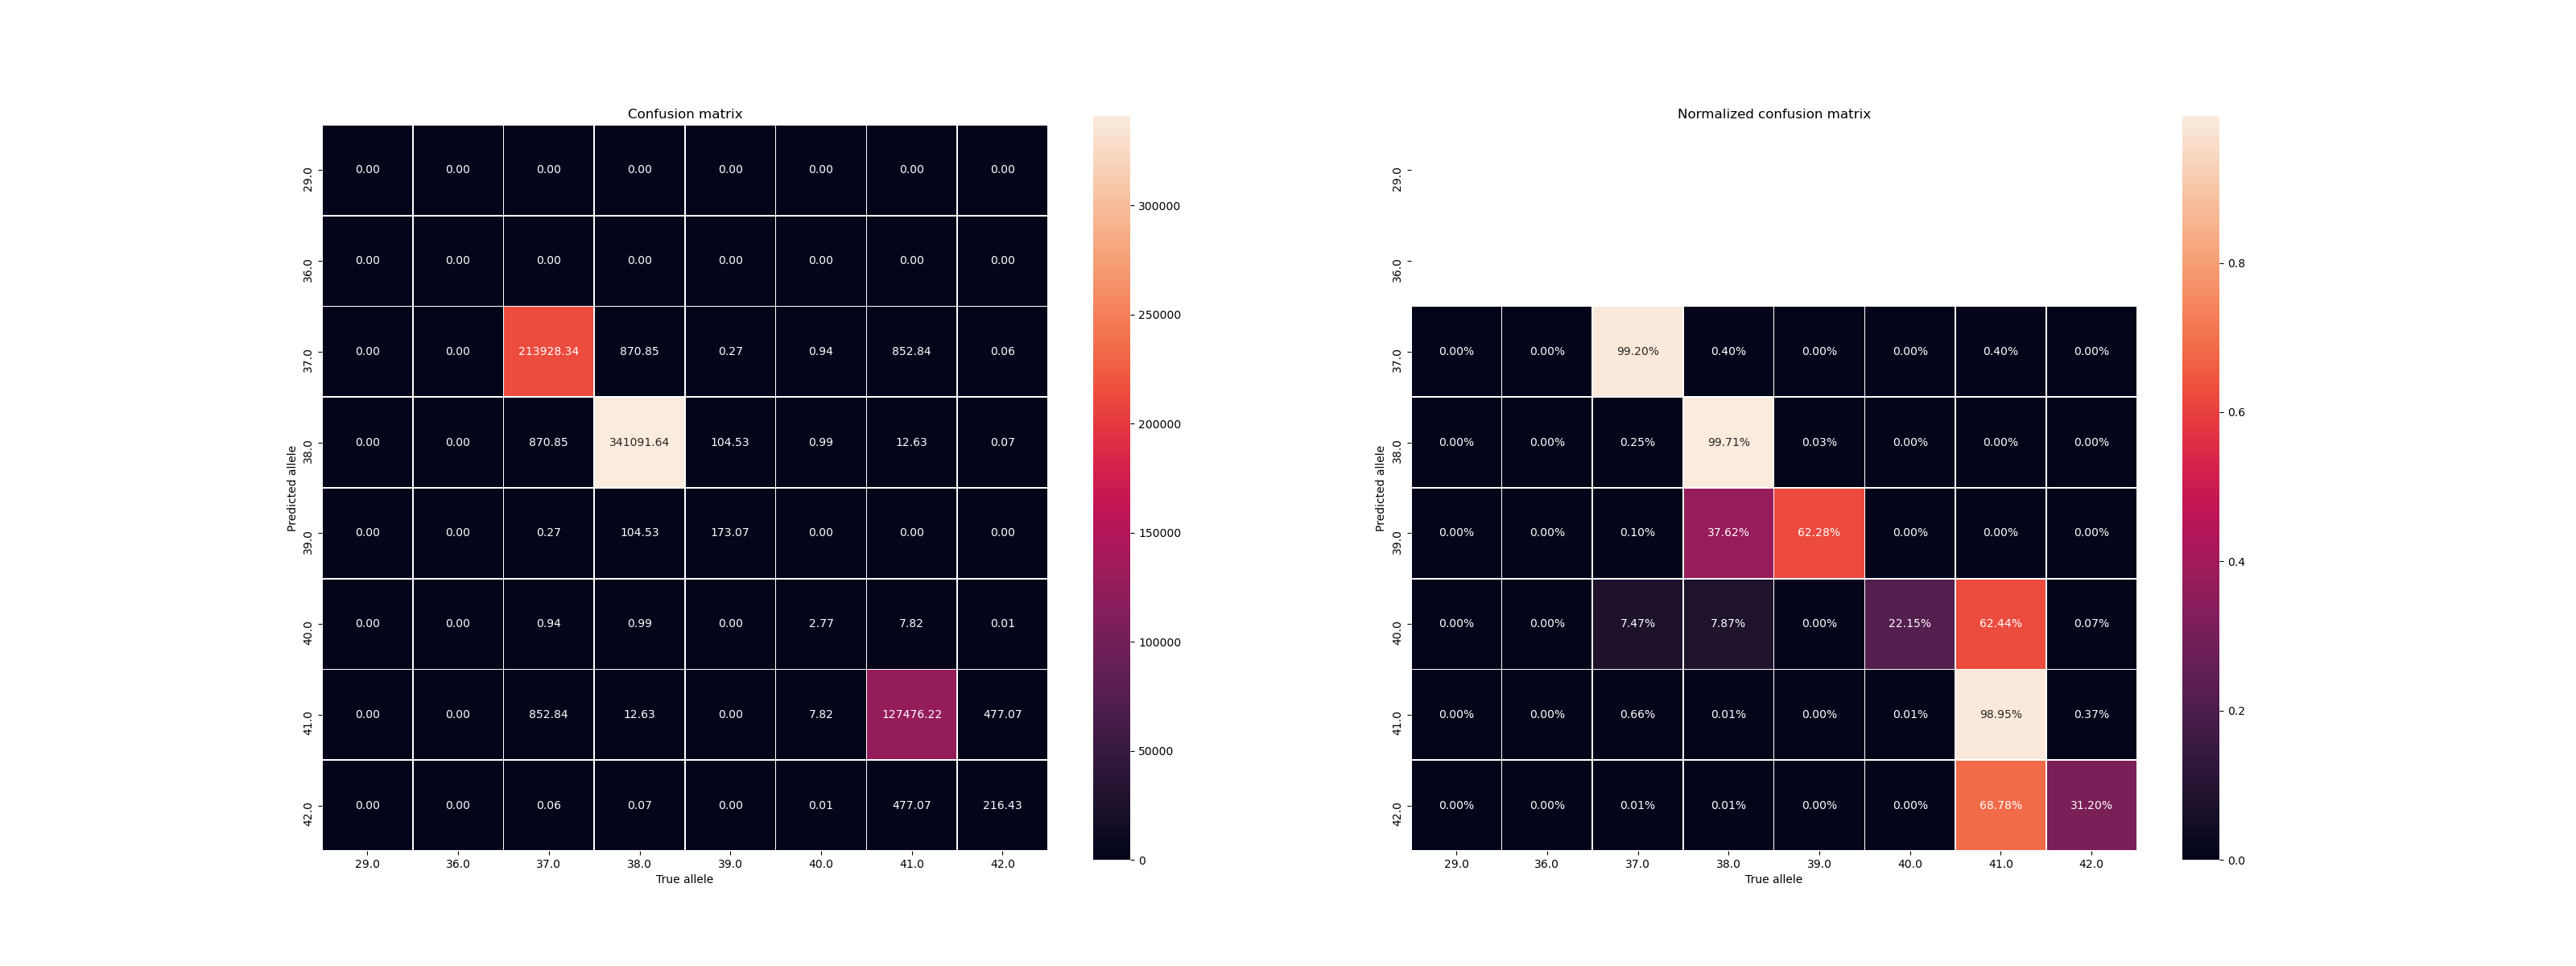 Confusion matrix
29.0 0.00 0.00 0.00 0.00 0.00 0.00 0.00 0.00
36.0 0.00 0.00 0.00 0.00 0.00 0.00 0.00 0.00
37.0 0.00 0.00 213928.34 870.85 0.27 0.94 852.84 0.06
38.0 0.00 0.00 870.85 341091.64 104.53 0.99 12.63 0.07
39.0 0.00 0.00 0.27 104.53 173.07 0.00 0.00 0.00
40.0 0.00 0.00 0.94 0.99 0.00 2.77 7.82 0.01
41.0 0.00 0.00 852.84 12.63 0.00 7.82 127476.22 477.07
42.0 0.00 0.00 0.06 0.07 0.00 0.01 477.07 216.43
29.0 36.0 37.0 38.0 39.0 40.0 41.0 42.0
True allele
Predicted allele
300000
250000
200000
150000
100000
50000
0
Normalized confusion matrix
29.0
36.0
37.0 0.00% 0.00% 99.20% 0.40% 0.00% 0.00% 0.40% 0.00%
38.0 0.00% 0.00% 0.25% 99.71% 0.03% 0.00% 0.00% 0.00%
39.0 0.00% 0.00% 0.10% 37.62% 62.28% 0.00% 0.00% 0.00%
40.0 0.00% 0.00% 7.47% 7.87% 0.00% 22.15% 62.44% 0.07%
41.0 0.00% 0.00% 0.66% 0.01% 0.00% 0.01% 98.95% 0.37%
42.0 0.00% 0.00% 0.01% 0.01% 0.00% 0.00% 68.78% 31.20%
29.0 36.0 37.0 38.0 39.0 40.0 41.0 42.0
True allele
Predicted allele
0.8
0.6
0.4
0.2
0.0